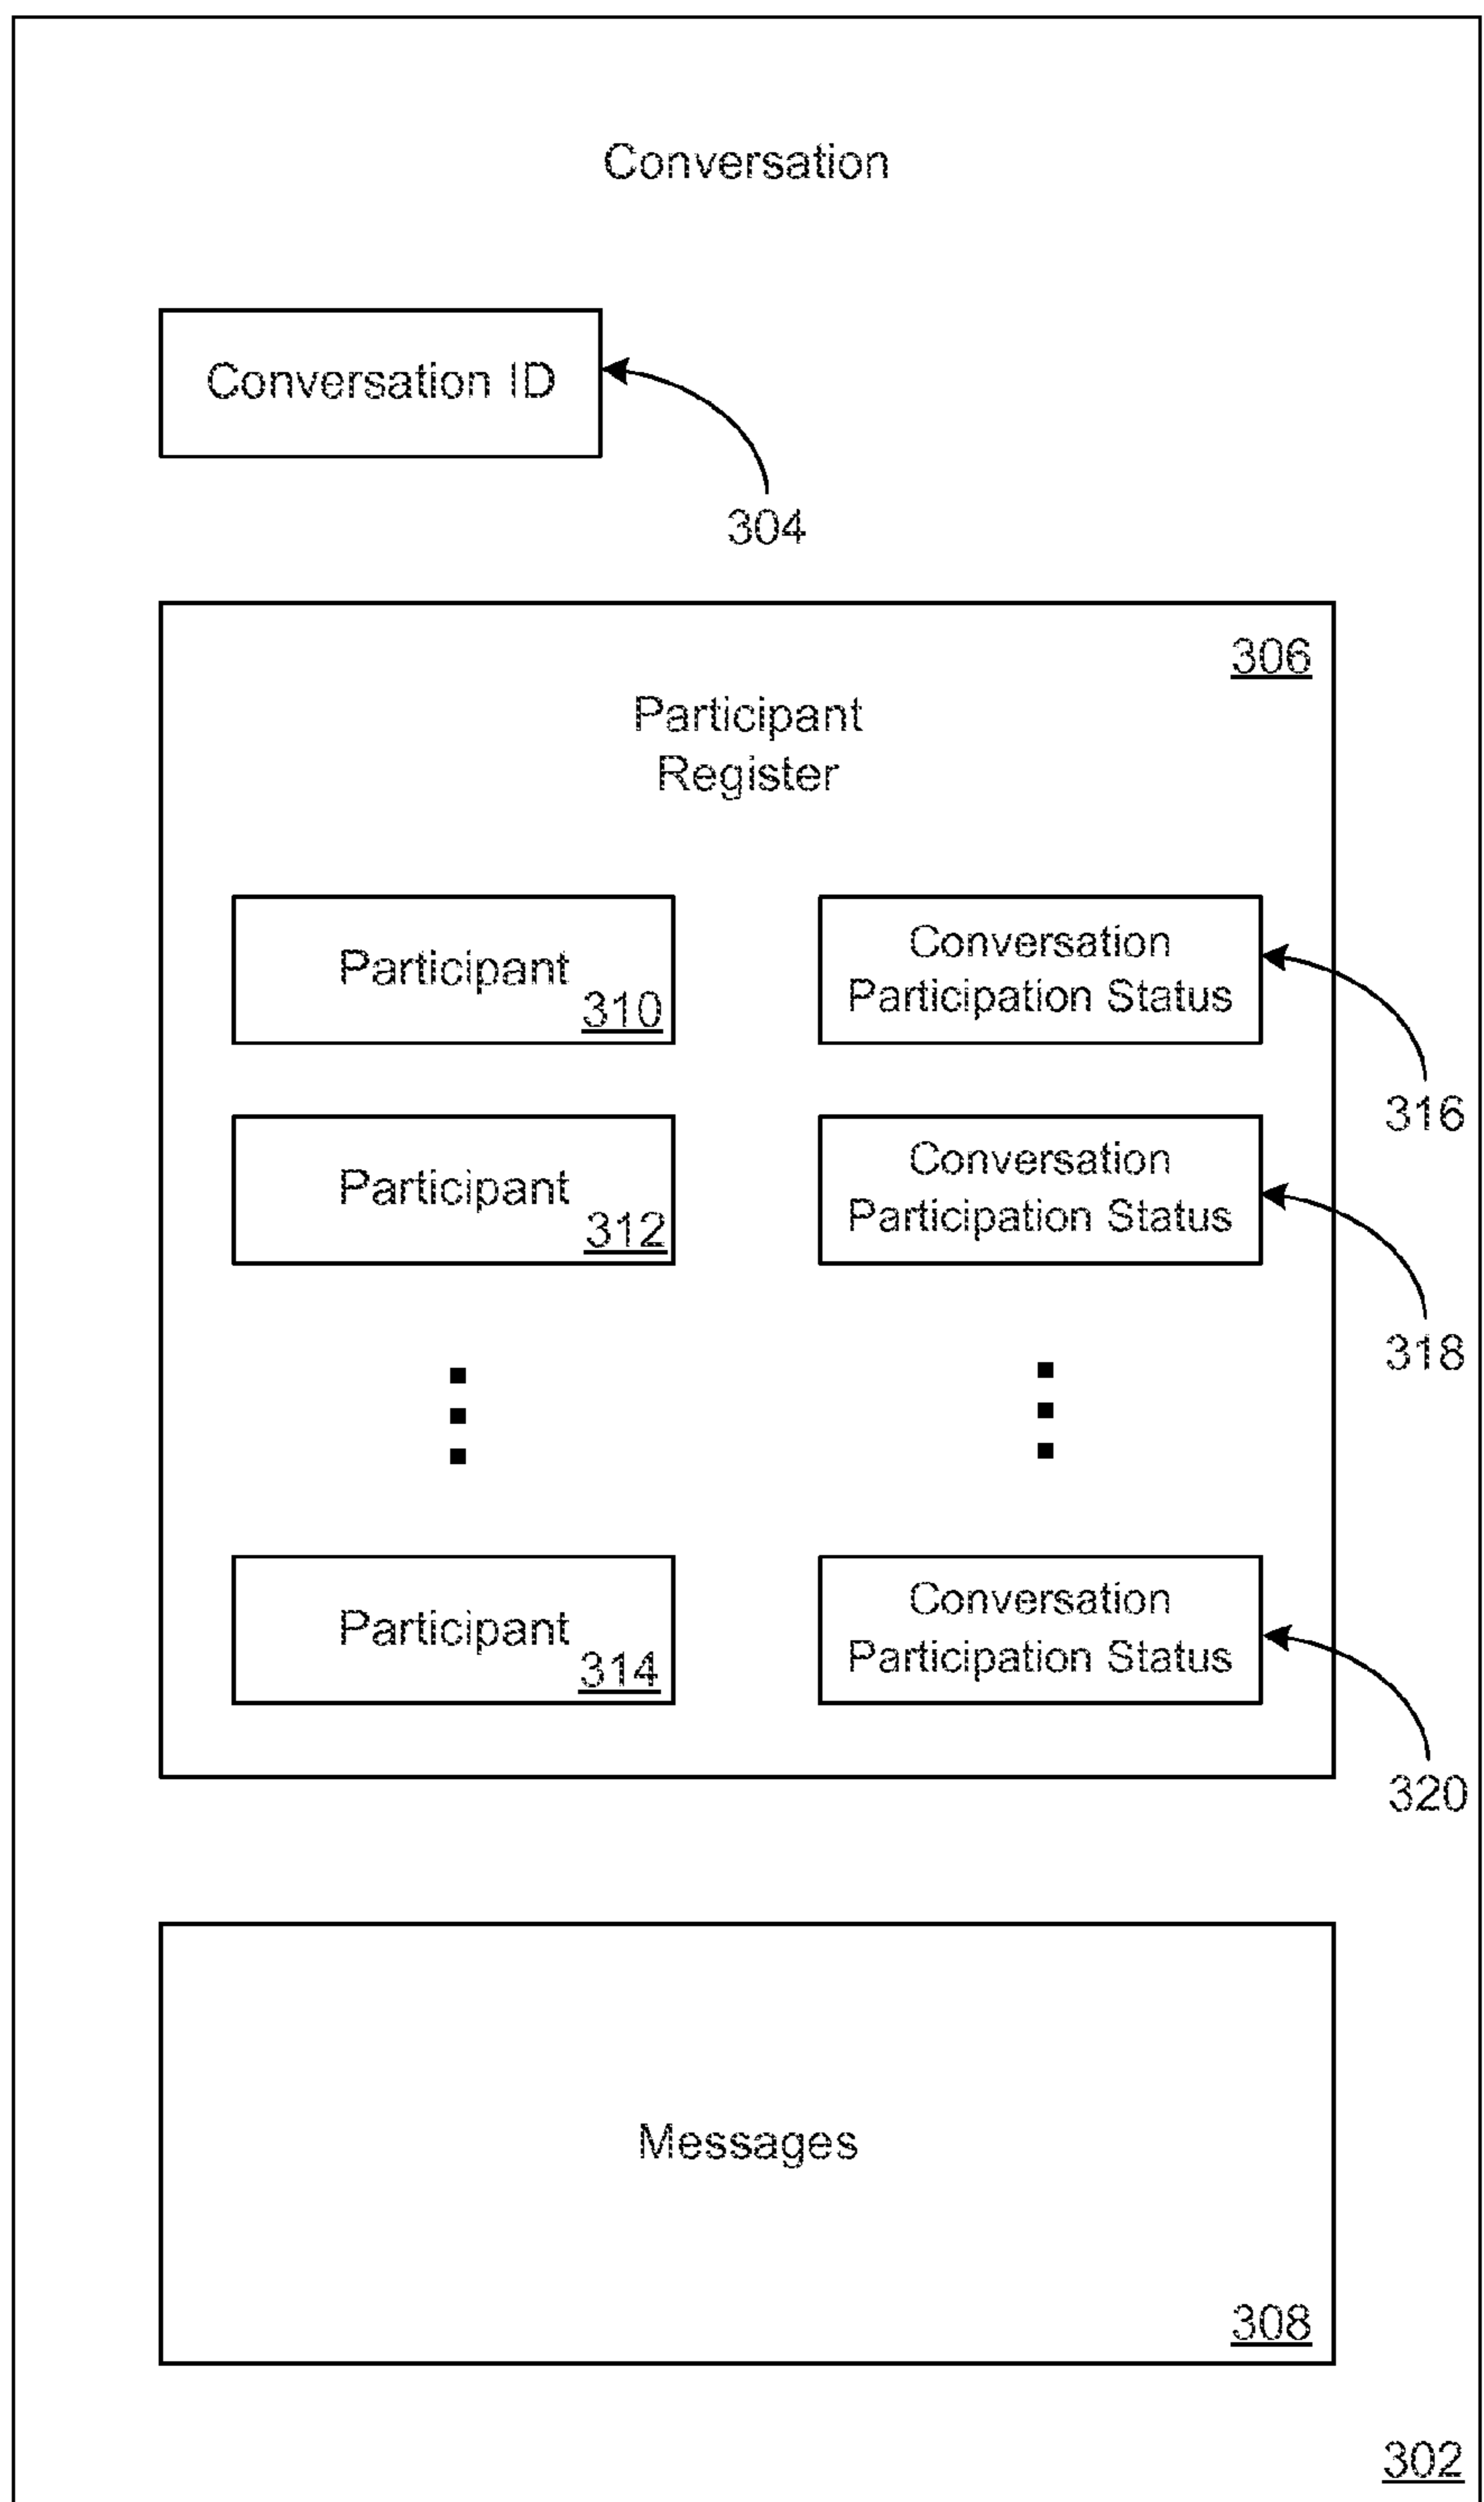 Conversation
Conversation ID
304
306
Participant
Register
Participant
310
Conversation
Participation Status
316
Participant
312
Conversation
Participation Status
318
Participant
314
Conversation
Participation Status
320
Messages
308
302